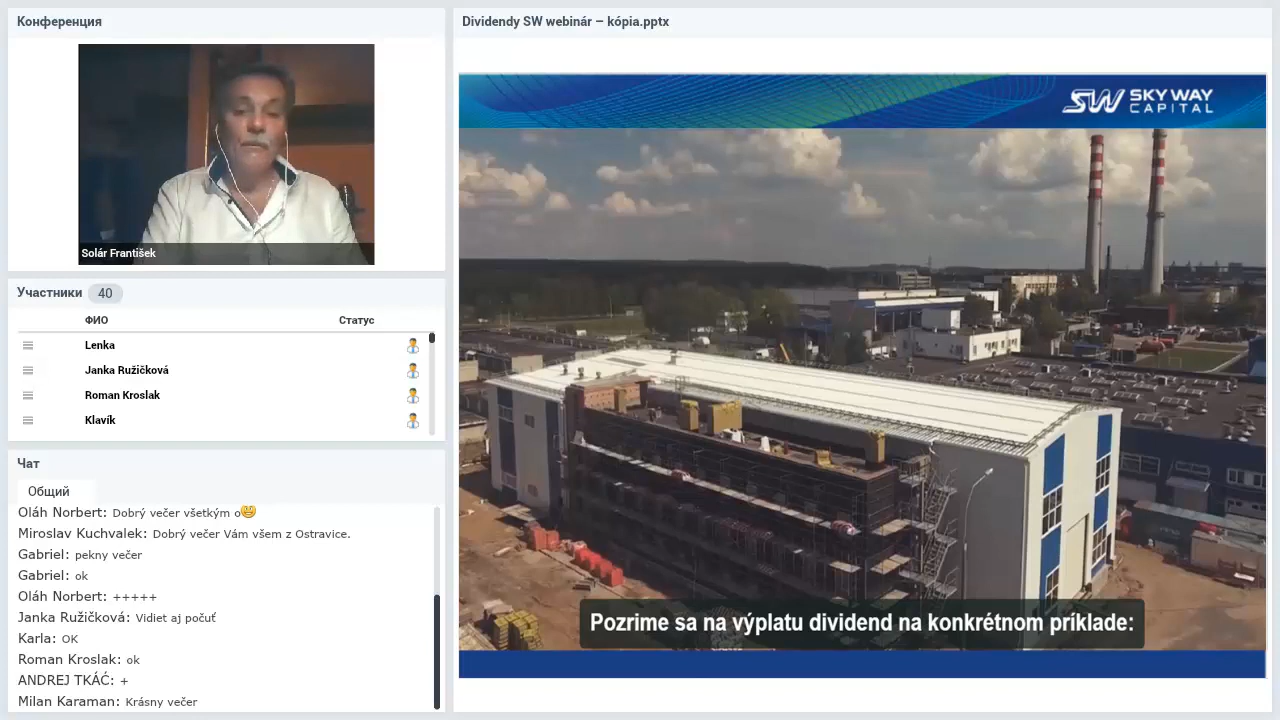 Конференция
Solár František
Участники 40
ФИО Статус
Lenka
Janka Ružičková
Roman Kroslak
Klavík
Чат
Общий
Oláh Norbert: Dobrý večer všetkým o
Miroslav Kuchvalek: Dobrý večer Vám všem z Ostravice.
Gabriel: pekny večer
Gabriel: ok
Oláh Norbert: +++++
Janka Ružičková: Vidiet aj počuť
Karla: OK
Roman Kroslak: ok
ANDREJ TKÁČ: +
Milan Karaman: Krásny večer
Dividendy SW webinár – kópia.pptx
SW SKY WAY
CAPITAL
Pozrime sa na výplatu dividend na konkrétnom príklade: